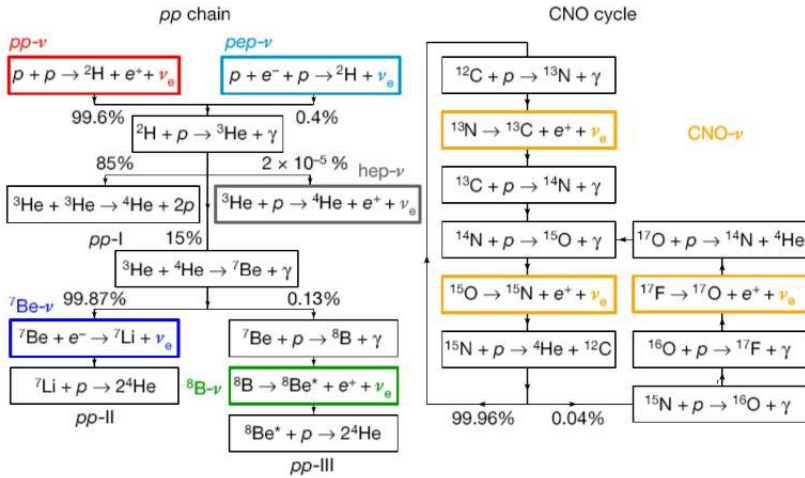 pp chain
CNO cycle
pp-ν
pep-ν
p + p → ²H + e⁺ + νₑ
p + e⁻ + p → ²H + νₑ
99.6%
0.4%
²H + p → ³He + γ
85%
2 × 10⁻⁵ %
hep-ν
³He + ³He → ⁴He + 2p
³He + p → ⁴He + e⁺ + νₑ
pp-I
15%
³He + ⁴He → ⁷Be + γ
⁷Be-ν
99.87%
0.13%
⁷Be + e⁻ → ⁷Li + νₑ
⁷Be + p → ⁸B + γ
⁷Li + p → 2⁴He
⁸B-ν
⁸B → ⁸Be* + e⁺ + νₑ
pp-II
⁸Be* + p → 2⁴He
pp-III
¹²C + p → ¹³N + γ
¹³N → ¹³C + e⁺ + νₑ
CNO-ν
¹³C + p → ¹⁴N + γ
¹⁴N + p → ¹⁵O + γ
¹⁷O + p → ¹⁴N + ⁴He
¹⁵O → ¹⁵N + e⁺ + νₑ
¹⁷F → ¹⁷O + e⁺ + νₑ
¹⁵N + p → ⁴He + ¹²C
¹⁶O + p → ¹⁷F + γ
99.96%
0.04%
¹⁵N + p → ¹⁶O + γ